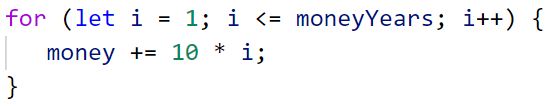 for (let i = 1; i <= moneyYears; i++) {
   money += 10 * i;
}